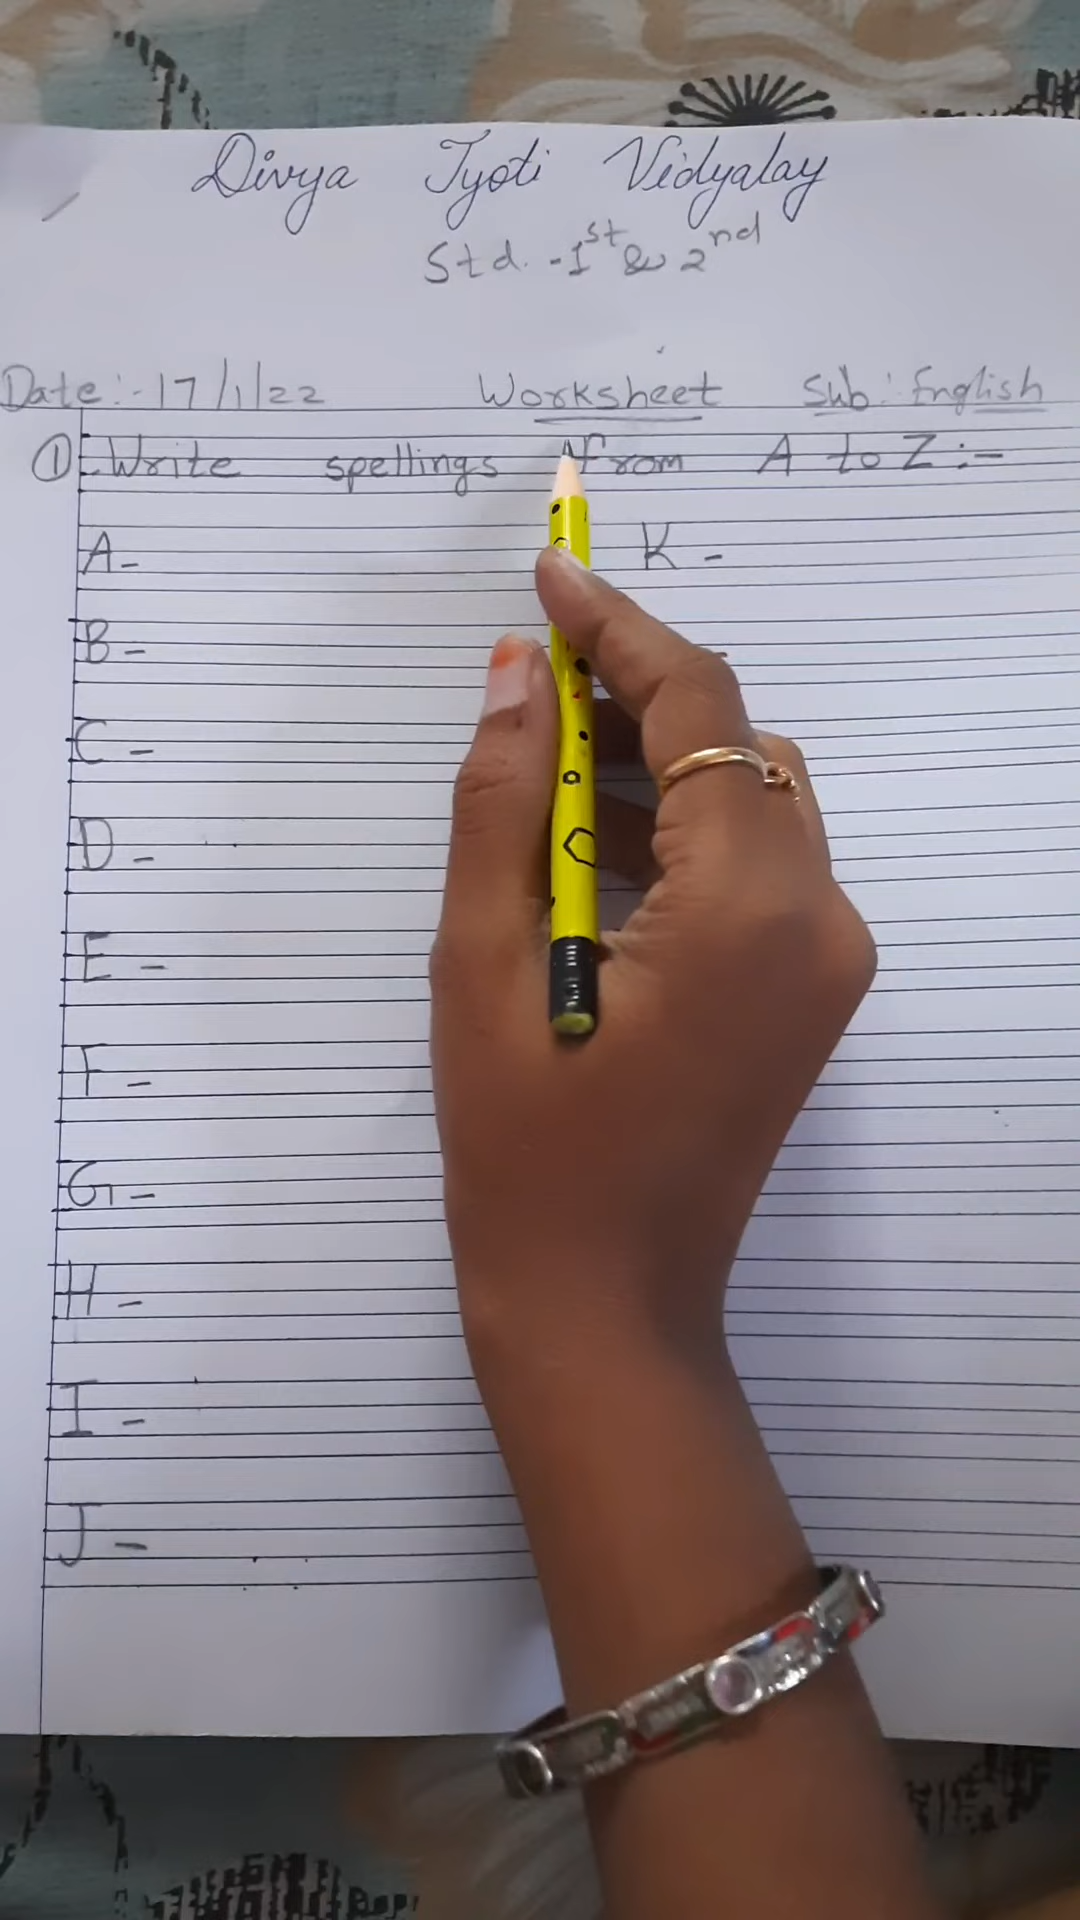 Divya Jyoti Vidyalay
Std. - 1st & 2nd
Date:- 17/1/22 Worksheet Sub: English
① Write spellings from A to Z :-
A - K -
B -
C -
D -
E -
F -
G -
H -
I -
J -